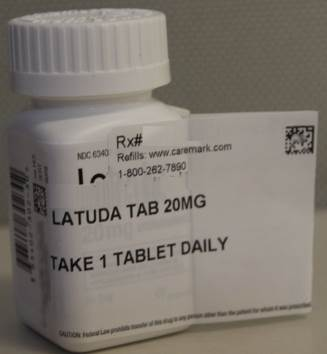 Rx#
NDC 6340
Refills: www.caremark.com
1-800-262-7890
LATUDA TAB 20MG
20mg
TAKE 1 TABLET DAILY
CAUTION: Federal Law prohibits transfer of this drug to any person other than the patient for whom it was prescribed